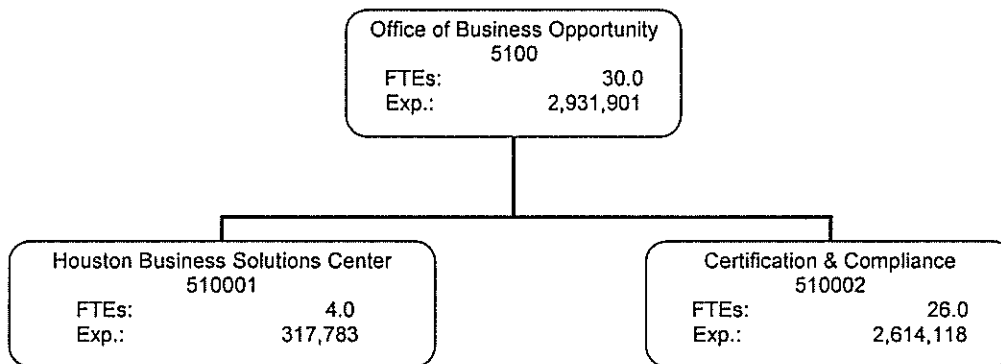 Office of Business Opportunity
5100
FTEs: 30.0
Exp.: 2,931,901
Houston Business Solutions Center
510001
FTEs: 4.0
Exp.: 317,783
Certification & Compliance
510002
FTEs: 26.0
Exp.: 2,614,118